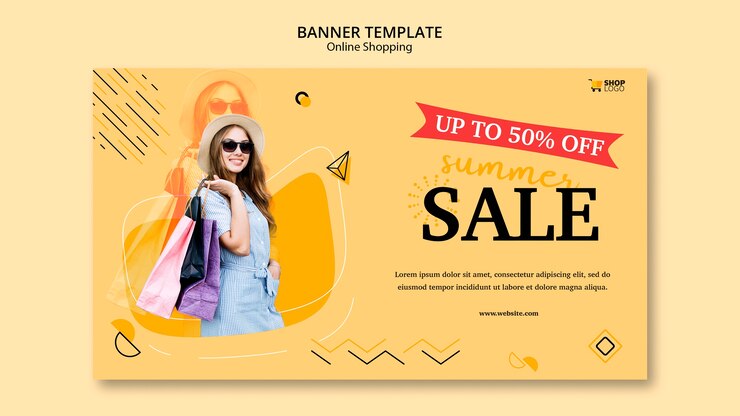 BANNER TEMPLATE
Online Shopping
SHOP
LOGO
UP TO 50% OFF
summer
SALE
Lorem ipsum dolor sit amet, consectetur adipiscing elit, sed do
eiusmod tempor incididunt ut labore et dolore magna aliqua.
www.website.com